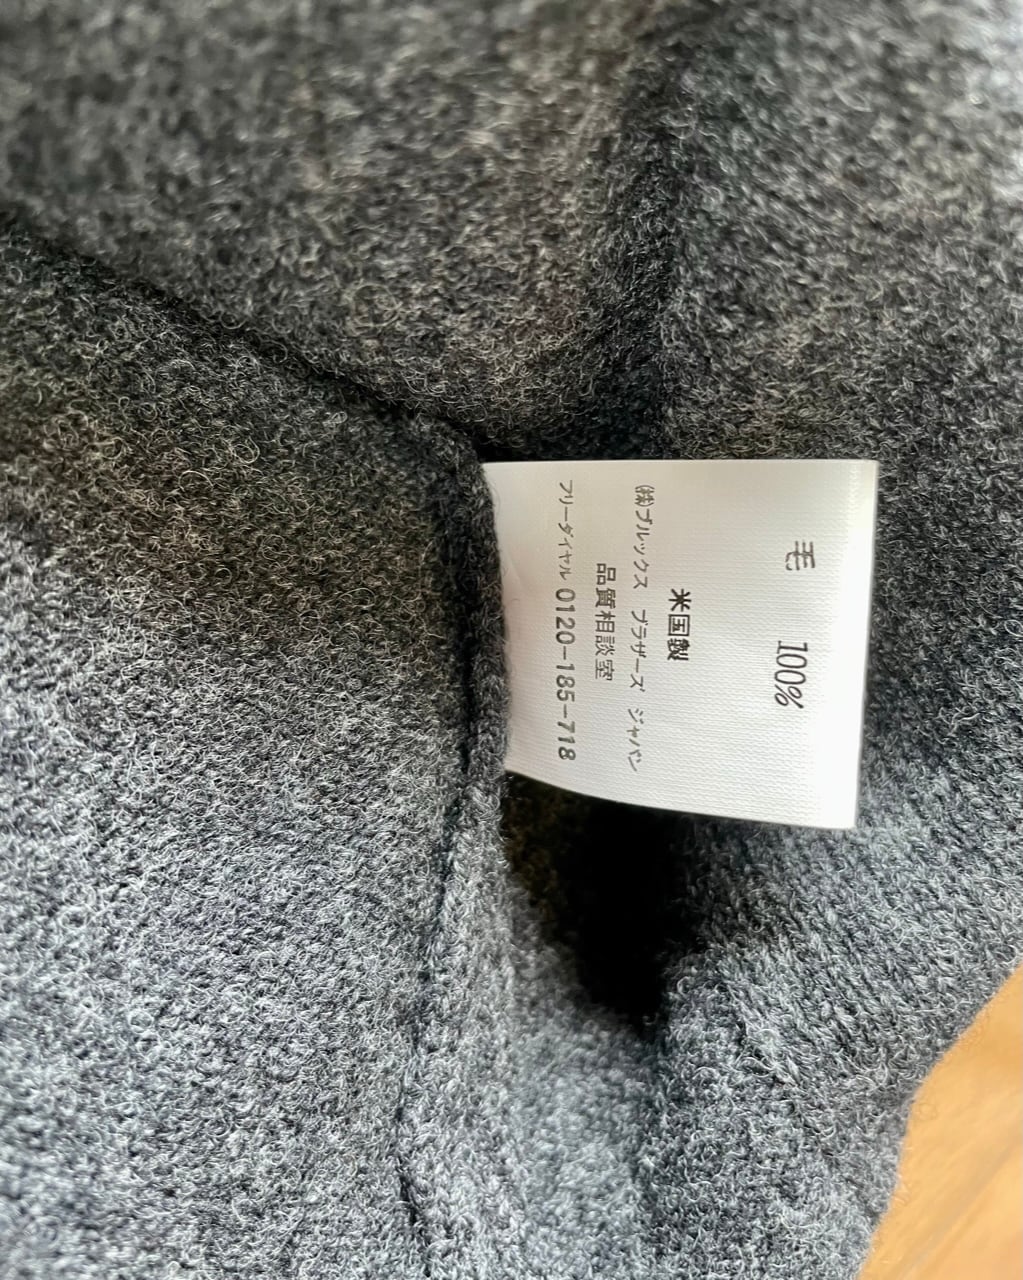 毛 100%
米国製
(株)ブルックス ブラザーズ ジャパン
品質相談室
フリーダイヤル 0120-185-718